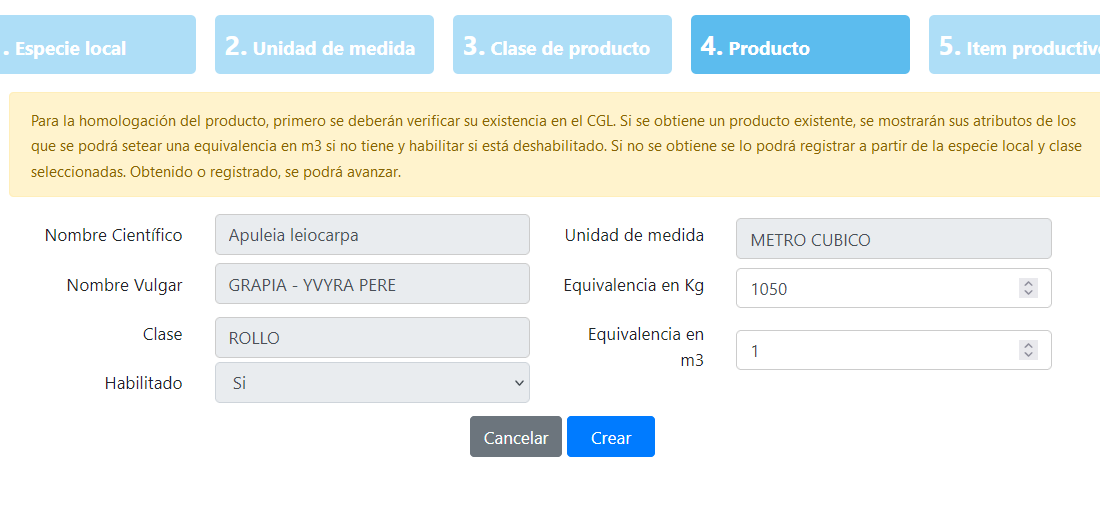 . Especie local
2. Unidad de medida
3. Clase de producto
4. Producto
5. Item productiv
Para la homologación del producto, primero se deberán verificar su existencia en el CGL. Si se obtiene un producto existente, se mostrarán sus atributos de los
que se podrá setear una equivalencia en m3 si no tiene y habilitar si está deshabilitado. Si no se obtiene se lo podrá registrar a partir de la especie local y clase
seleccionadas. Obtenido o registrado, se podrá avanzar.
Nombre Científico
Apuleia leiocarpa
Unidad de medida
METRO CUBICO
Nombre Vulgar
GRAPIA - YVYRA PERE
Equivalencia en Kg
1050
Clase
ROLLO
Equivalencia en
m3
1
Habilitado
Si
Cancelar
Crear